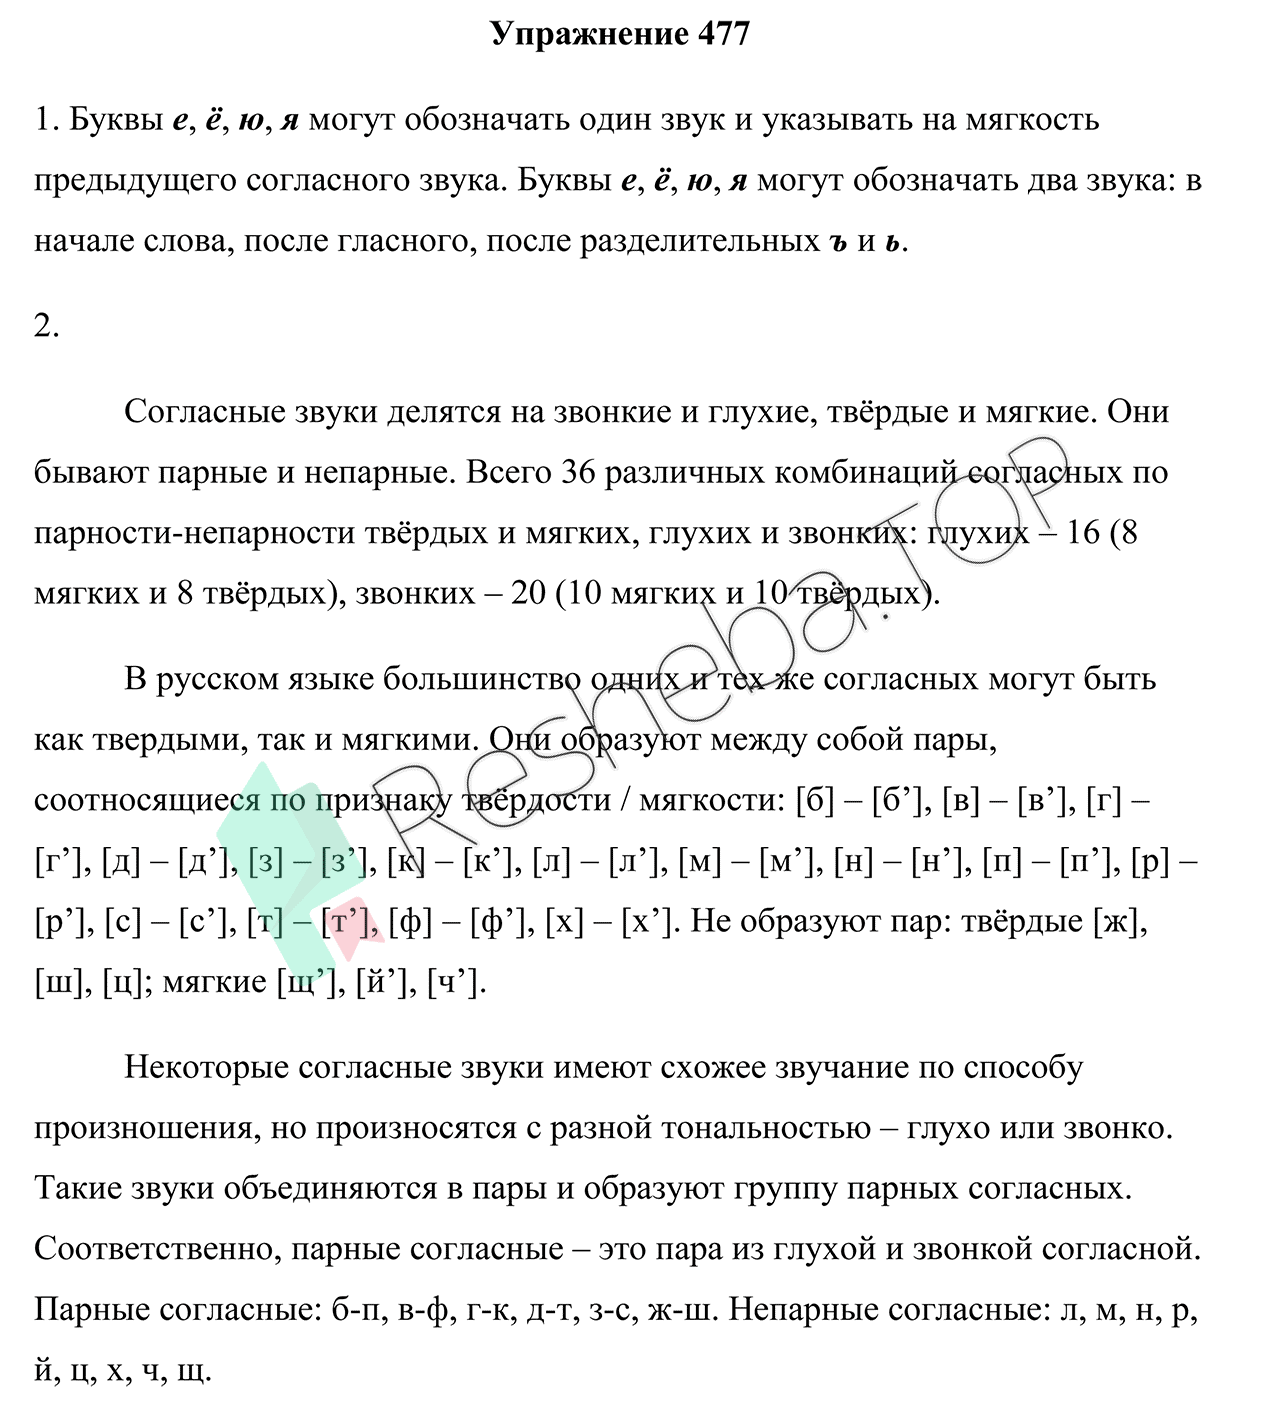 Упражнение 477
1. Буквы е, ё, ю, я могут обозначать один звук и указывать на мягкость
предыдущего согласного звука. Буквы е, ё, ю, я могут обозначать два звука: в
начале слова, после гласного, после разделительных ъ и ь.
2.
Согласные звуки делятся на звонкие и глухие, твёрдые и мягкие. Они
бывают парные и непарные. Всего 36 различных комбинаций согласных по
парности-непарности твёрдых и мягких, глухих и звонких: глухих – 16 (8
мягких и 8 твёрдых), звонких – 20 (10 мягких и 10 твёрдых).
В русском языке большинство одних и тех же согласных могут быть
как твердыми, так и мягкими. Они образуют между собой пары,
соотносящиеся по признаку твёрдости / мягкости: [б] – [б’], [в] – [в’], [г] –
[г’], [д] – [д’], [з] – [з’], [к] – [к’], [л] – [л’], [м] – [м’], [н] – [н’], [п] – [п’], [р] –
[р’], [с] – [с’], [т] – [т’], [ф] – [ф’], [х] – [х’]. Не образуют пар: твёрдые [ж],
[ш], [ц]; мягкие [щ’], [й’], [ч’].
Некоторые согласные звуки имеют схожее звучание по способу
произношения, но произносятся с разной тональностью – глухо или звонко.
Такие звуки объединяются в пары и образуют группу парных согласных.
Соответственно, парные согласные – это пара из глухой и звонкой согласной.
Парные согласные: б-п, в-ф, г-к, д-т, з-с, ж-ш. Непарные согласные: л, м, н, р,
й, ц, х, ч, щ.
Resheba.TOP